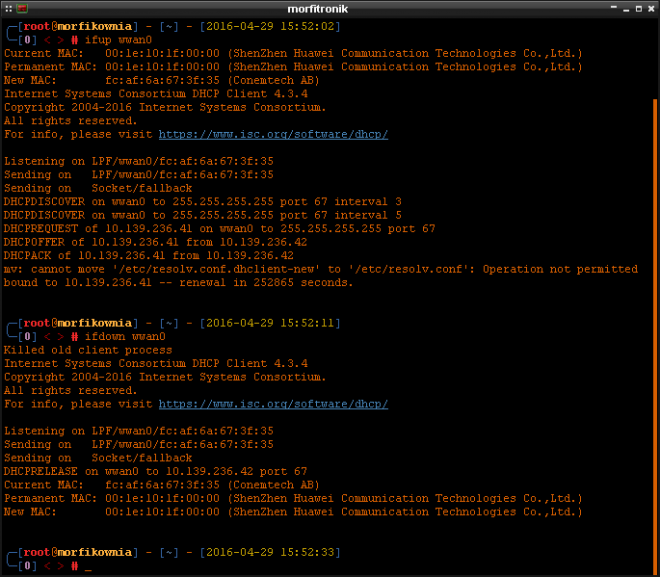 morfitronik
[root@morfikownia] - [~] - [2016-04-29 15:52:02]
[0] < > # ifup wwan0
Current MAC:   00:1e:10:1f:00:00 (ShenZhen Huawei Communication Technologies Co.,Ltd.)
Permanent MAC: 00:1e:10:1f:00:00 (ShenZhen Huawei Communication Technologies Co.,Ltd.)
New MAC:       fc:af:6a:67:3f:35 (Conemtech AB)
Internet Systems Consortium DHCP Client 4.3.4
Copyright 2004-2016 Internet Systems Consortium.
All rights reserved.
For info, please visit https://www.isc.org/software/dhcp/
Listening on LPF/wwan0/fc:af:6a:67:3f:35
Sending on   LPF/wwan0/fc:af:6a:67:3f:35
Sending on   Socket/fallback
DHCPDISCOVER on wwan0 to 255.255.255.255 port 67 interval 3
DHCPDISCOVER on wwan0 to 255.255.255.255 port 67 interval 5
DHCPREQUEST of 10.139.236.41 on wwan0 to 255.255.255.255 port 67
DHCPOFFER of 10.139.236.41 from 10.139.236.42
DHCPACK of 10.139.236.41 from 10.139.236.42
mv: cannot move '/etc/resolv.conf.dhclient-new' to '/etc/resolv.conf': Operation not permitted
bound to 10.139.236.41 -- renewal in 252865 seconds.
[root@morfikownia] - [~] - [2016-04-29 15:52:11]
[0] < > # ifdown wwan0
Killed old client process
Internet Systems Consortium DHCP Client 4.3.4
Copyright 2004-2016 Internet Systems Consortium.
All rights reserved.
For info, please visit https://www.isc.org/software/dhcp/
Listening on LPF/wwan0/fc:af:6a:67:3f:35
Sending on   LPF/wwan0/fc:af:6a:67:3f:35
Sending on   Socket/fallback
DHCPRELEASE on wwan0 to 10.139.236.42 port 67
Current MAC:   fc:af:6a:67:3f:35 (Conemtech AB)
Permanent MAC: 00:1e:10:1f:00:00 (ShenZhen Huawei Communication Technologies Co.,Ltd.)
New MAC:       00:1e:10:1f:00:00 (ShenZhen Huawei Communication Technologies Co.,Ltd.)
[root@morfikownia] - [~] - [2016-04-29 15:52:33]
[0] < > # _